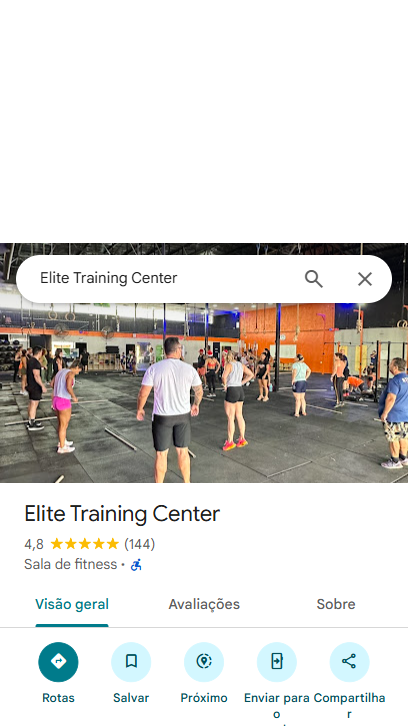 Elite Training Center
Elite Training Center
4,8 (144)
Sala de fitness ·
Visão geral Avaliações Sobre
Rotas Salvar Próximo Enviar para o Compartilhar